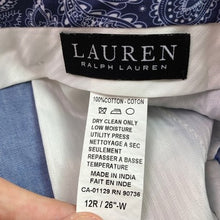 LAUREN
RALPH LAUREN
100%COTTON - COTON
DRY CLEAN ONLY
LOW MOISTURE
UTILITY PRESS
NETTOYAGE A SEC
SEULEMENT
REPASSER A BASSE
TEMPERATURE
MADE IN INDIA
FAIT EN INDE
CA-01129 RN 90736
12R / 26"-W